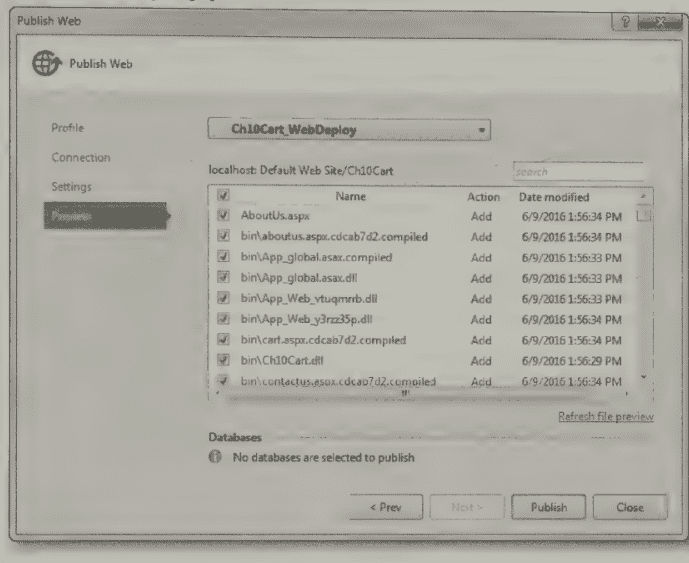 Publish Web
Publish Web
Profile
Connection
Settings
Preview
Ch10Cart_WebDeploy
localhost: Default Web Site/Ch10Cart
search
Name Action Date modified
AboutUs.aspx Add 6/9/2016 1:56:34 PM
bin\aboutus.aspx.cdcab7d2.compiled Add 6/9/2016 1:56:34 PM
bin\App_global.asax.compiled Add 6/9/2016 1:56:33 PM
bin\App_global.asax.dll Add 6/9/2016 1:56:33 PM
bin\App_Web_vtuqmrrb.dll Add 6/9/2016 1:56:33 PM
bin\App_Web_y3rzz35p.dll Add 6/9/2016 1:56:34 PM
bin\cart.aspx.cdcab7d2.compiled Add 6/9/2016 1:56:34 PM
bin\Ch10Cart.dll Add 6/9/2016 1:56:29 PM
bin\contactus.aspx.cdcab7d2.compiled Add 6/9/2016 1:56:34 PM
Refresh file preview
Databases
No databases are selected to publish
< Prev Next > Publish Close